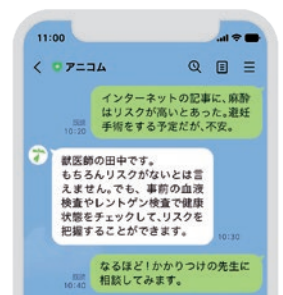 11:00
アニコム
インターネットの記事に、麻酔
はリスクが高いとあった。避妊
手術をする予定だが、不安。
既読
10:20
獣医師の田中です。
もちろんリスクがないとは言
えません。でも、事前の血液
検査やレントゲン検査で健康
状態をチェックして、リスクを
把握することができます。
10:30
なるほど!かかりつけの先生に
相談してみます。
既読
10:40